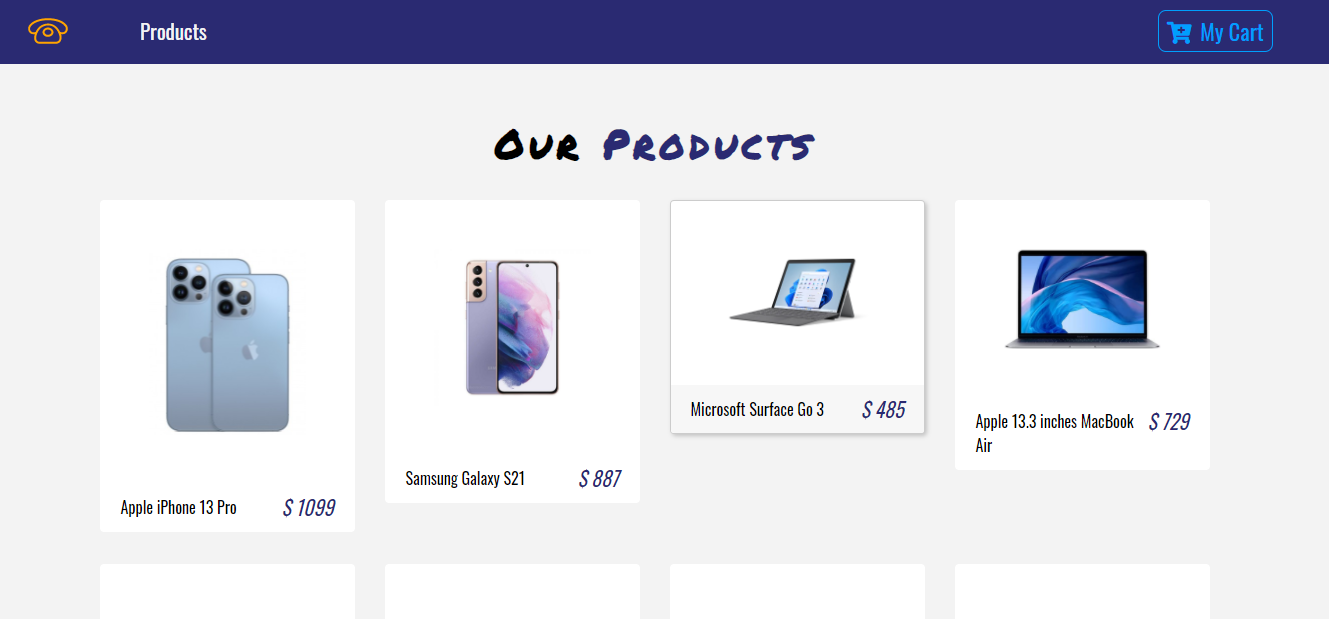 Products
My Cart
Our Products
Apple iPhone 13 Pro
$ 1099
Samsung Galaxy S21
$ 887
Microsoft Surface Go 3
$ 485
Apple 13.3 inches MacBook
Air
$ 729